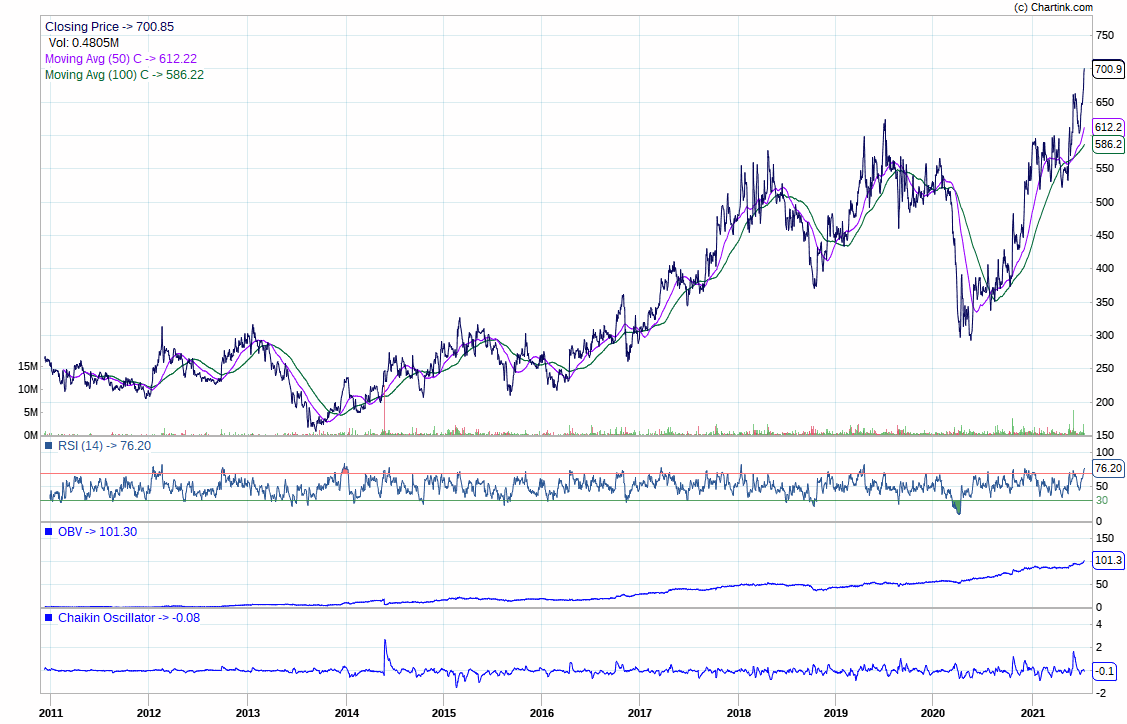 (c) Chartink.com
Closing Price -> 700.85
Vol: 0.4805M
Moving Avg (50) C -> 612.22
Moving Avg (100) C -> 586.22
750
700.9
650
612.2
586.2
550
500
450
400
350
300
250
200
150
15M
10M
5M
0M
RSI (14) -> 76.20
100
76.20
50
30
0
OBV -> 101.30
150
101.3
50
0
Chaikin Oscillator -> -0.08
4
2
-0.1
-2
2011 2012 2013 2014 2015 2016 2017 2018 2019 2020 2021